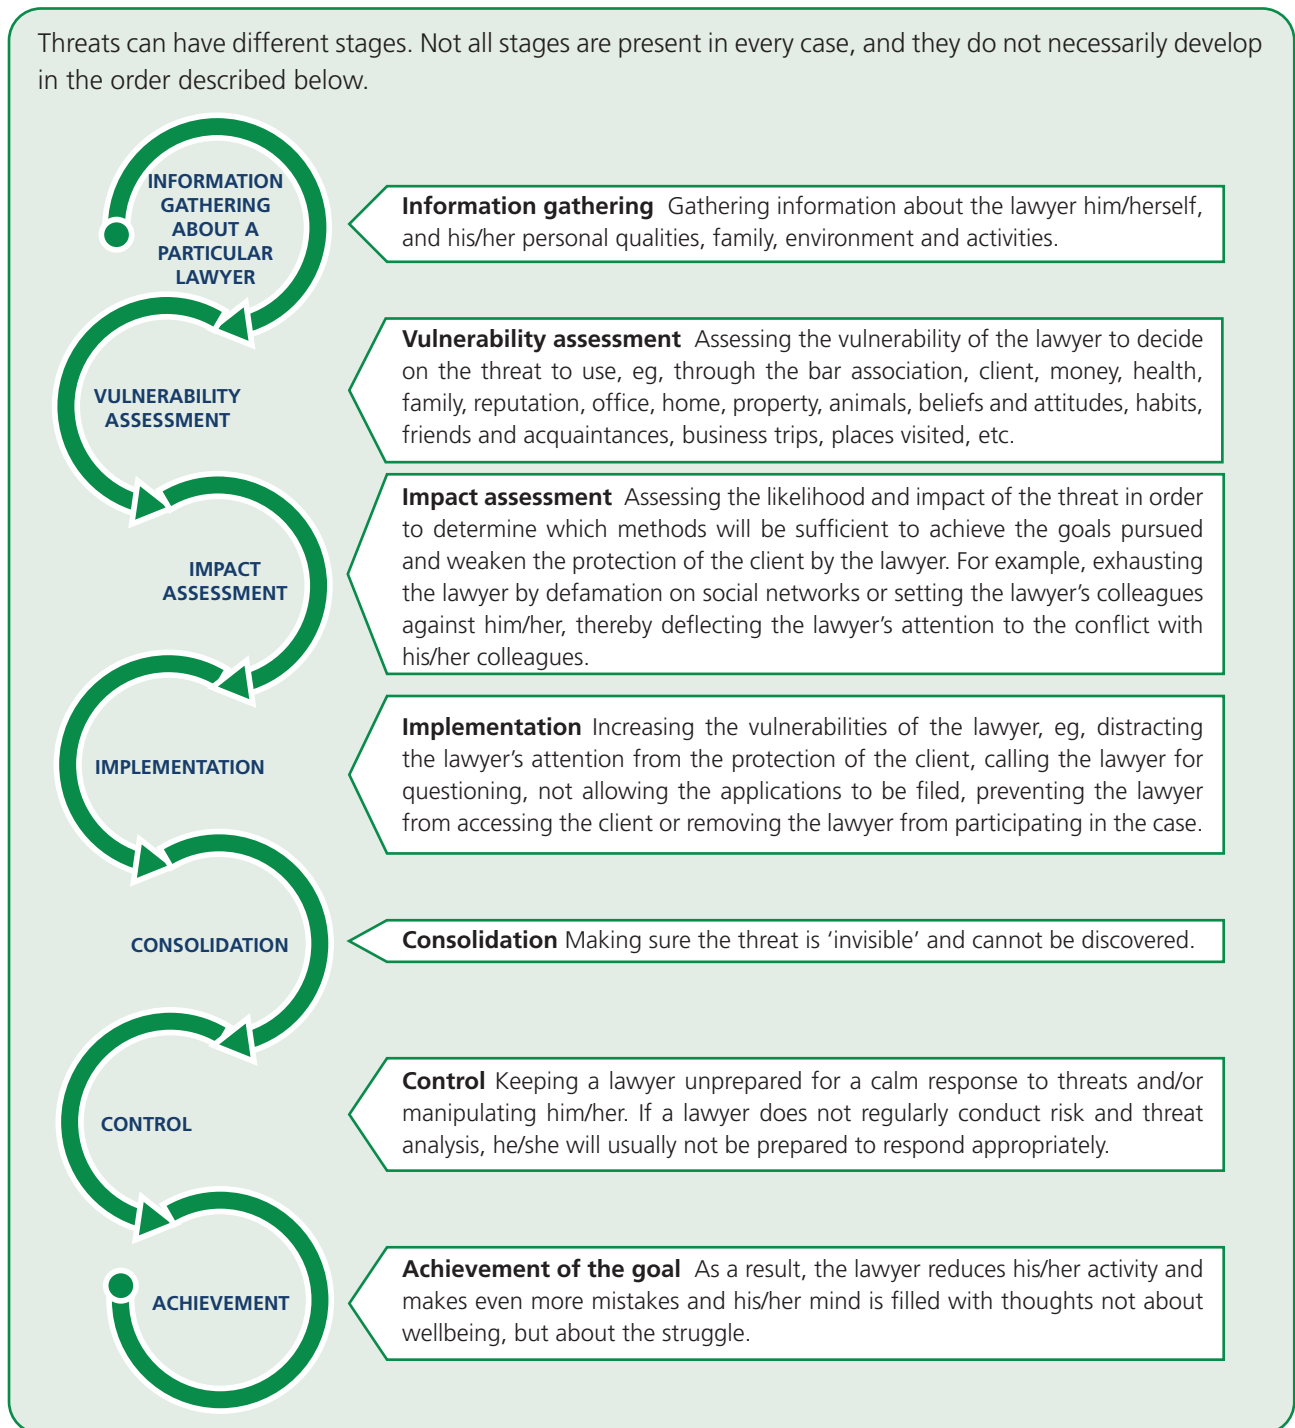 Threats can have different stages. Not all stages are present in every case, and they do not necessarily develop
in the order described below.
INFORMATION
GATHERING
ABOUT A
PARTICULAR
LAWYER
Information gathering Gathering information about the lawyer him/herself,
and his/her personal qualities, family, environment and activities.
VULNERABILITY
ASSESSMENT
Vulnerability assessment Assessing the vulnerability of the lawyer to decide
on the threat to use, eg, through the bar association, client, money, health,
family, reputation, office, home, property, animals, beliefs and attitudes, habits,
friends and acquaintances, business trips, places visited, etc.
IMPACT
ASSESSMENT
Impact assessment Assessing the likelihood and impact of the threat in order
to determine which methods will be sufficient to achieve the goals pursued
and weaken the protection of the client by the lawyer. For example, exhausting
the lawyer by defamation on social networks or setting the lawyer’s colleagues
against him/her, thereby deflecting the lawyer’s attention to the conflict with
his/her colleagues.
IMPLEMENTATION
Implementation Increasing the vulnerabilities of the lawyer, eg, distracting
the lawyer’s attention from the protection of the client, calling the lawyer for
questioning, not allowing the applications to be filed, preventing the lawyer
from accessing the client or removing the lawyer from participating in the case.
CONSOLIDATION
Consolidation Making sure the threat is ‘invisible’ and cannot be discovered.
CONTROL
Control Keeping a lawyer unprepared for a calm response to threats and/or
manipulating him/her. If a lawyer does not regularly conduct risk and threat
analysis, he/she will usually not be prepared to respond appropriately.
ACHIEVEMENT
Achievement of the goal As a result, the lawyer reduces his/her activity and
makes even more mistakes and his/her mind is filled with thoughts not about
wellbeing, but about the struggle.